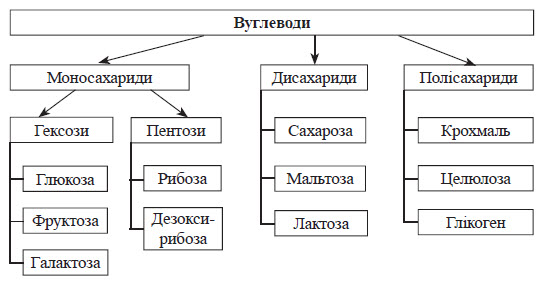 Вуглеводи
Моносахариди
Дисахариди
Полісахариди
Гексози
Пентози
Сахароза
Крохмаль
Глюкоза
Рибоза
Мальтоза
Целюлоза
Фруктоза
Дезокси-
рибоза
Лактоза
Глікоген
Галактоза